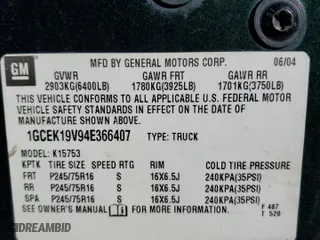 GM
MFD BY GENERAL MOTORS CORP. 06/04
GVWR GAWR FRT GAWR RR
2903KG(6400LB) 1780KG(3925LB) 1701KG(3750LB)
THIS VEHICLE CONFORMS TO ALL APPLICABLE U.S. FEDERAL MOTOR
VEHICLE SAFETY STANDARDS IN EFFECT ON THE DATE OF
MANUFACTURE SHOWN ABOVE.
1GCEK19V94E366407 TYPE: TRUCK
MODEL: K15753
KPTK TIRE SIZE SPEED RTG RIM COLD TIRE PRESSURE
FRT P245/75R16 S 16X6.5J 240KPA(35PSI)
RR P245/75R16 S 16X6.5J 240KPA(35PSI)
SPA P245/75R16 S 16X6.5J 240KPA(35PSI)
SEE OWNER'S MANUAL FOR ADDITIONAL INFORMATION
F 487
T 520
DREAMBID.COM